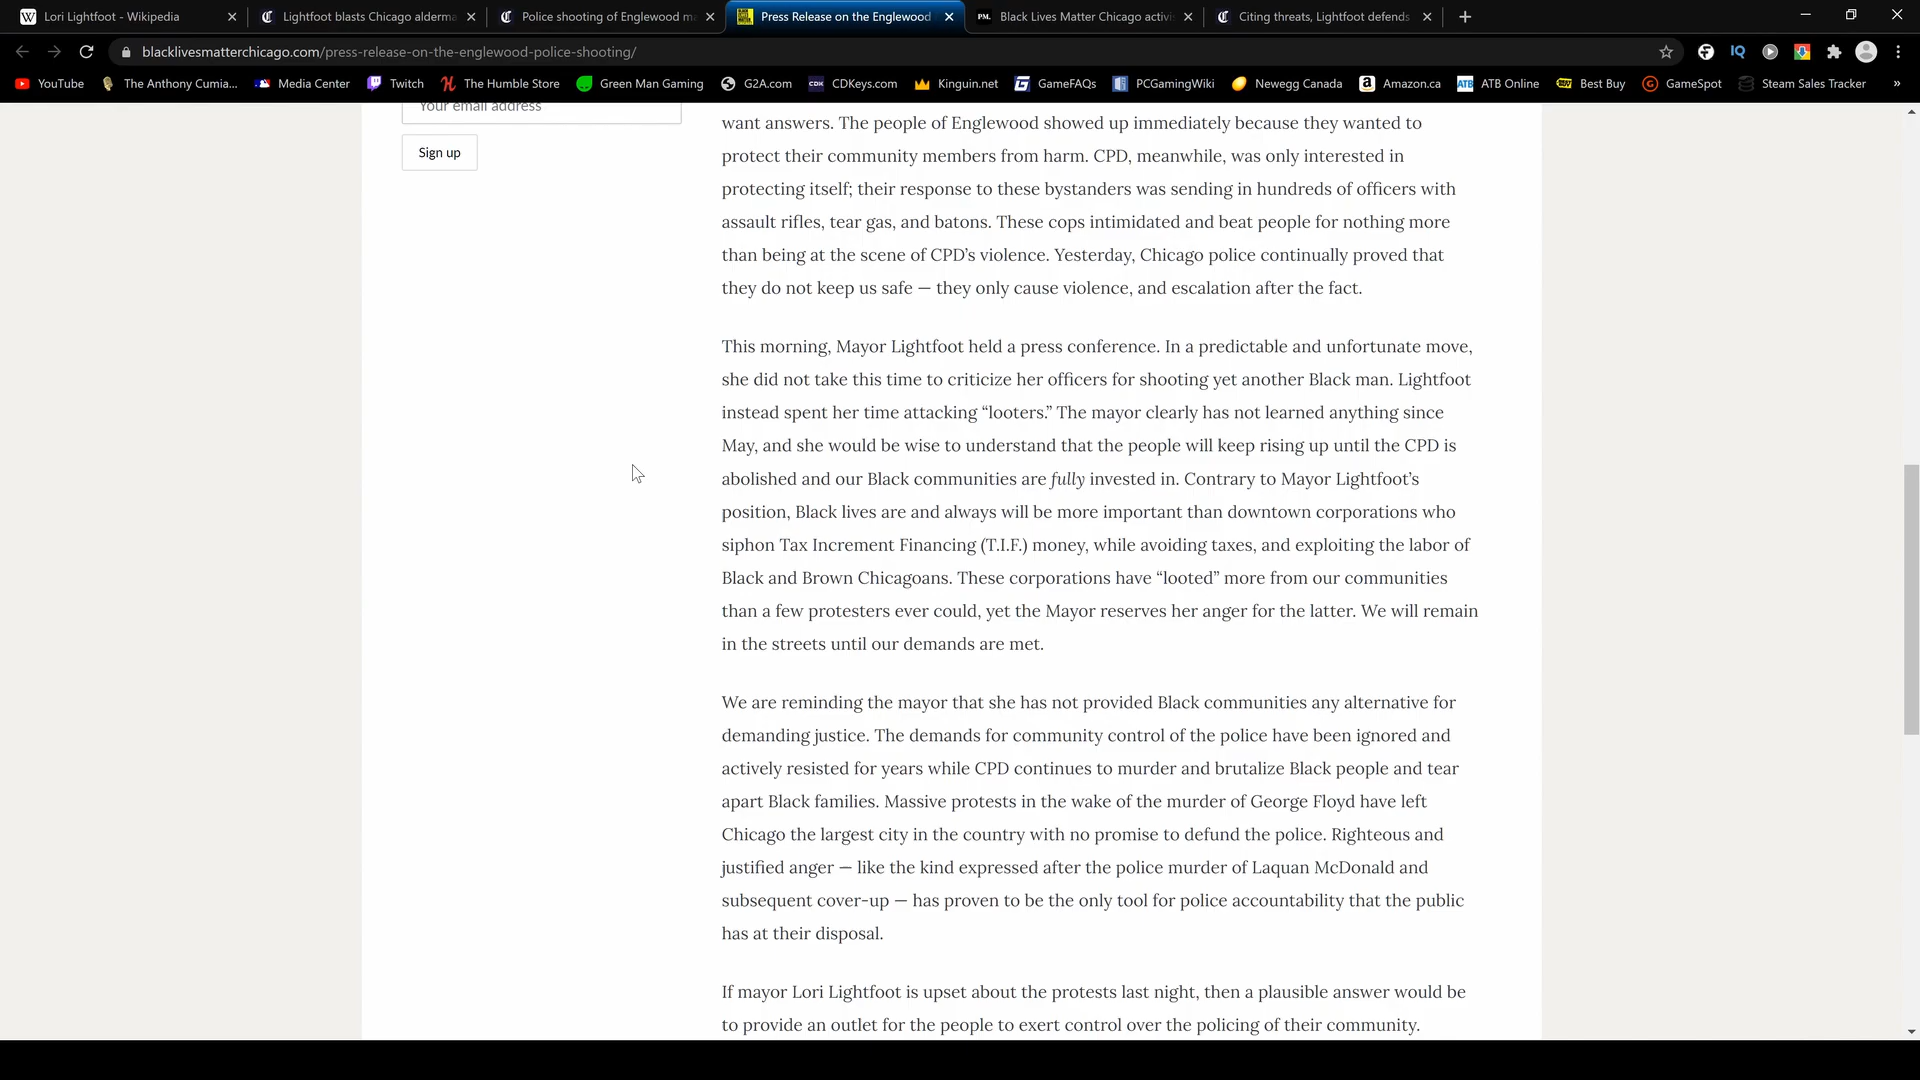 Lori Lightfoot - Wikipedia
Lightfoot blasts Chicago alderma
Police shooting of Englewood m
Press Release on the Englewood
PM. Black Lives Matter Chicago activi
Citing threats, Lightfoot defends
blacklivesmatterchicago.com/press-release-on-the-englewood-police-shooting/
YouTube The Anthony Cumia... Media Center Twitch The Humble Store Green Man Gaming G2A.com CDKeys.com Kinguin.net GameFAQs PCGamingWiki Newegg Canada Amazon.ca ATB Online Best Buy GameSpot Steam Sales Tracker »
Your email address
Sign up
want answers. The people of Englewood showed up immediately because they wanted to
protect their community members from harm. CPD, meanwhile, was only interested in
protecting itself; their response to these bystanders was sending in hundreds of officers with
assault rifles, tear gas, and batons. These cops intimidated and beat people for nothing more
than being at the scene of CPD’s violence. Yesterday, Chicago police continually proved that
they do not keep us safe — they only cause violence, and escalation after the fact.
This morning, Mayor Lightfoot held a press conference. In a predictable and unfortunate move,
she did not take this time to criticize her officers for shooting yet another Black man. Lightfoot
instead spent her time attacking “looters.” The mayor clearly has not learned anything since
May, and she would be wise to understand that the people will keep rising up until the CPD is
abolished and our Black communities are fully invested in. Contrary to Mayor Lightfoot’s
position, Black lives are and always will be more important than downtown corporations who
siphon Tax Increment Financing (T.I.F.) money, while avoiding taxes, and exploiting the labor of
Black and Brown Chicagoans. These corporations have “looted” more from our communities
than a few protesters ever could, yet the Mayor reserves her anger for the latter. We will remain
in the streets until our demands are met.
We are reminding the mayor that she has not provided Black communities any alternative for
demanding justice. The demands for community control of the police have been ignored and
actively resisted for years while CPD continues to murder and brutalize Black people and tear
apart Black families. Massive protests in the wake of the murder of George Floyd have left
Chicago the largest city in the country with no promise to defund the police. Righteous and
justified anger — like the kind expressed after the police murder of Laquan McDonald and
subsequent cover-up — has proven to be the only tool for police accountability that the public
has at their disposal.
If mayor Lori Lightfoot is upset about the protests last night, then a plausible answer would be
to provide an outlet for the people to exert control over the policing of their community.